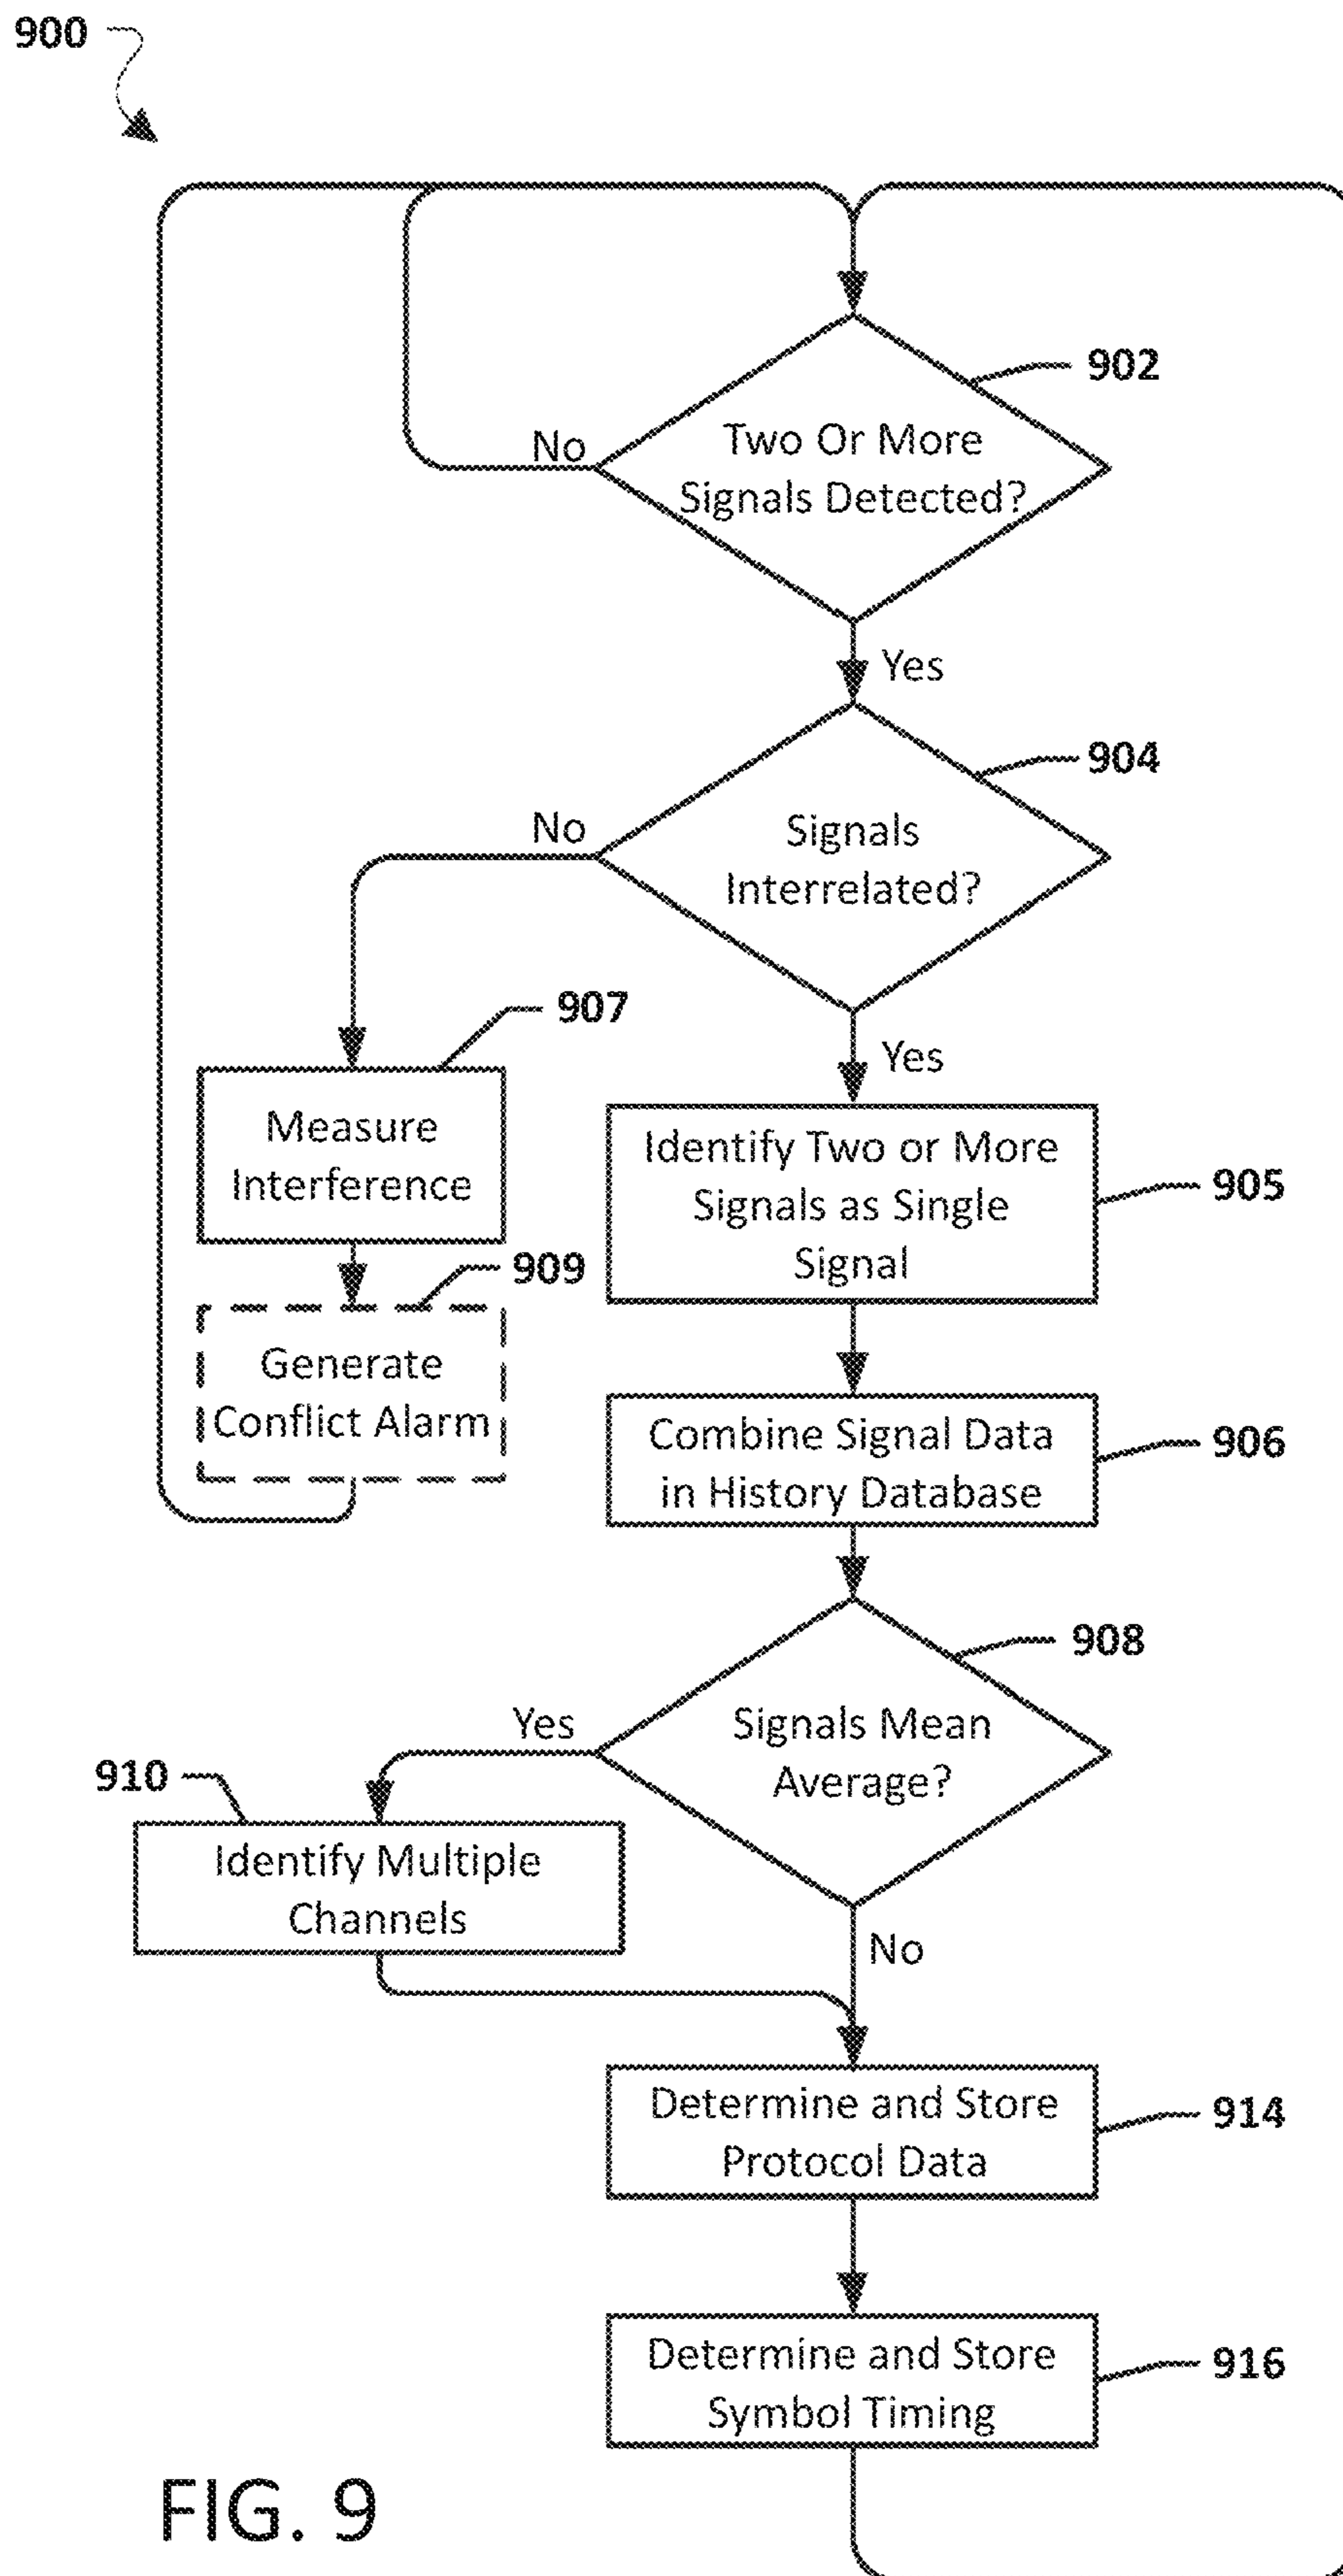 900
902
Two Or More
Signals Detected?
No
Yes
904
Signals
Interrelated?
No
Yes
907
Measure
Interference
905
Identify Two or More
Signals as Single
Signal
909
Generate
Conflict Alarm
906
Combine Signal Data
in History Database
908
Signals Mean
Average?
Yes
910
Identify Multiple
Channels
No
914
Determine and Store
Protocol Data
916
Determine and Store
Symbol Timing
FIG. 9